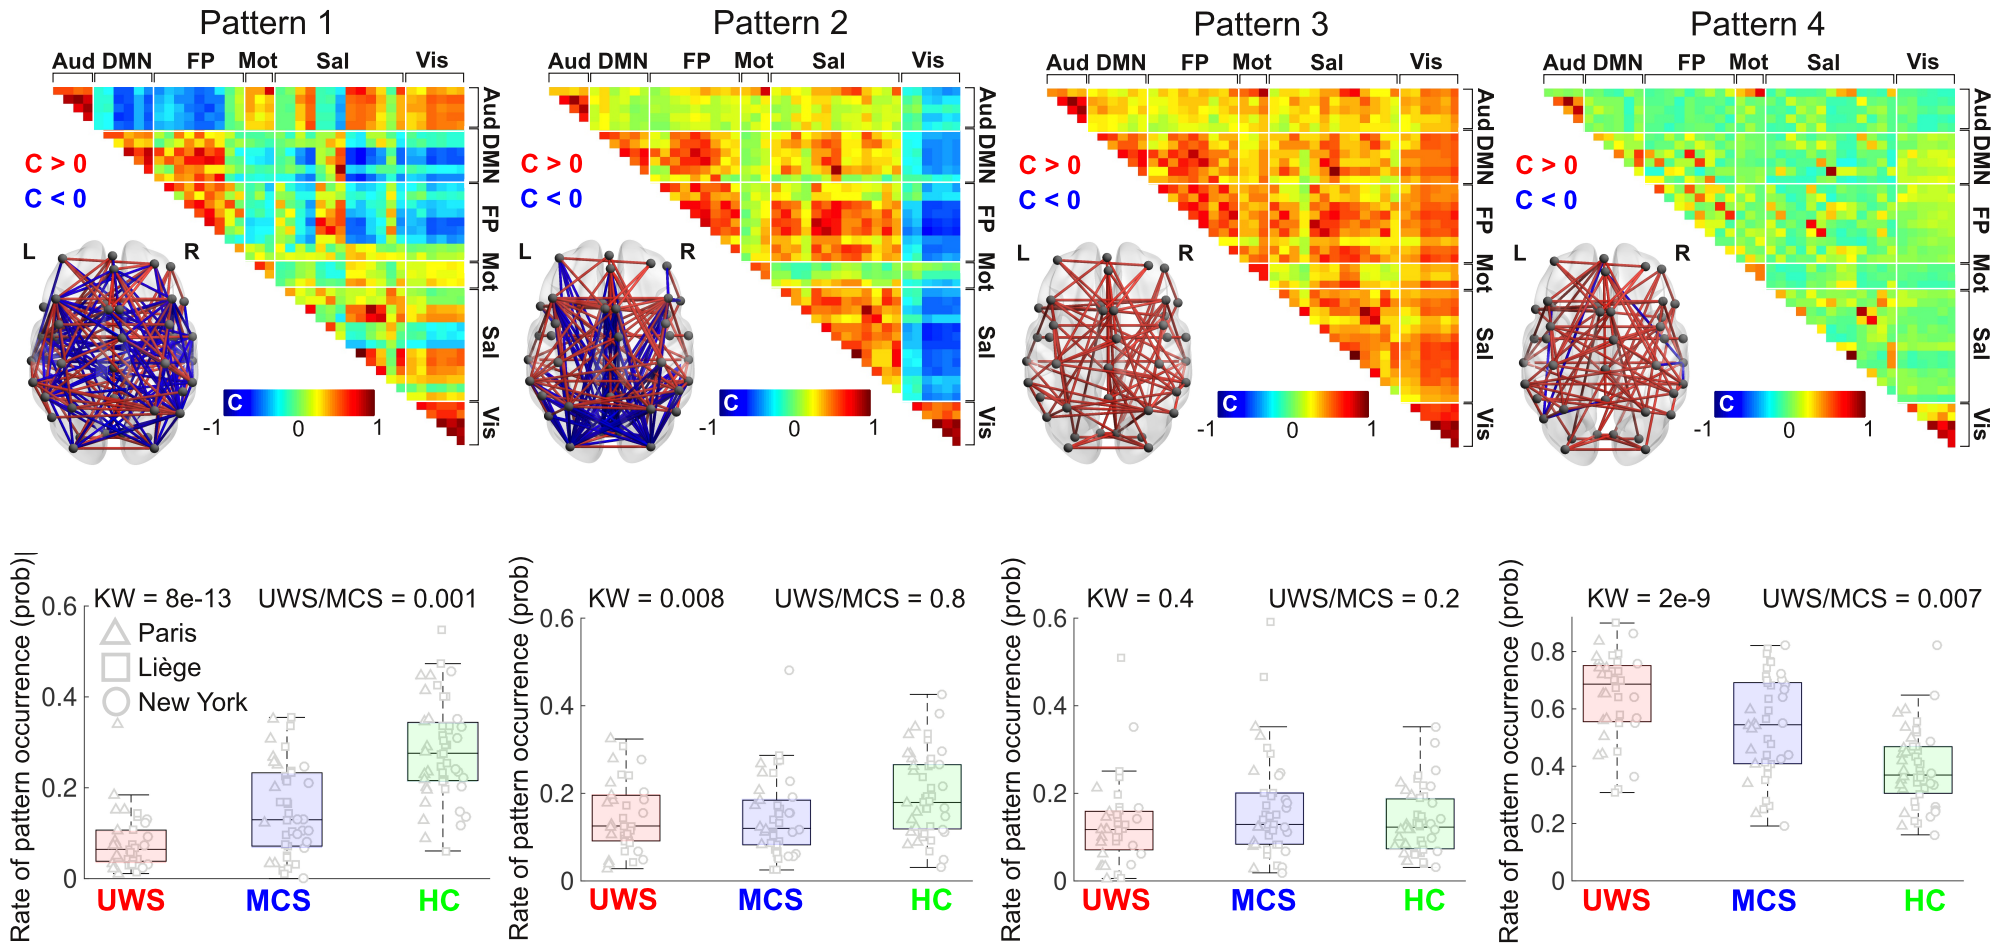 Pattern 1
Pattern 2
Pattern 3
Pattern 4
Aud DMN FP Mot Sal Vis
Aud DMN FP Mot Sal Vis
Aud DMN FP Mot Sal Vis
Aud DMN FP Mot Sal Vis
Aud DMN FP Mot Sal Vis
Aud DMN FP Mot Sal Vis
Aud DMN FP Mot Sal Vis
Aud DMN FP Mot Sal Vis
C > 0
C < 0
C > 0
C < 0
C > 0
C < 0
C > 0
C < 0
L R
L R
L R
L R
C
-1 0 1
C
-1 0 1
C
-1 0 1
C
-1 0 1
Rate of pattern occurrence (prob)|
KW = 8e-13 UWS/MCS = 0.001
Paris
Liège
New York
0.6
0.4
0.2
0
UWS MCS HC
Rate of pattern occurrence (prob)
KW = 0.008 UWS/MCS = 0.8
0.6
0.4
0.2
0
UWS MCS HC
Rate of pattern occurrence (prob)
KW = 0.4 UWS/MCS = 0.2
0.6
0.4
0.2
0
UWS MCS HC
Rate of pattern occurrence (prob)
KW = 2e-9 UWS/MCS = 0.007
0.8
0.6
0.4
0.2
0
UWS MCS HC